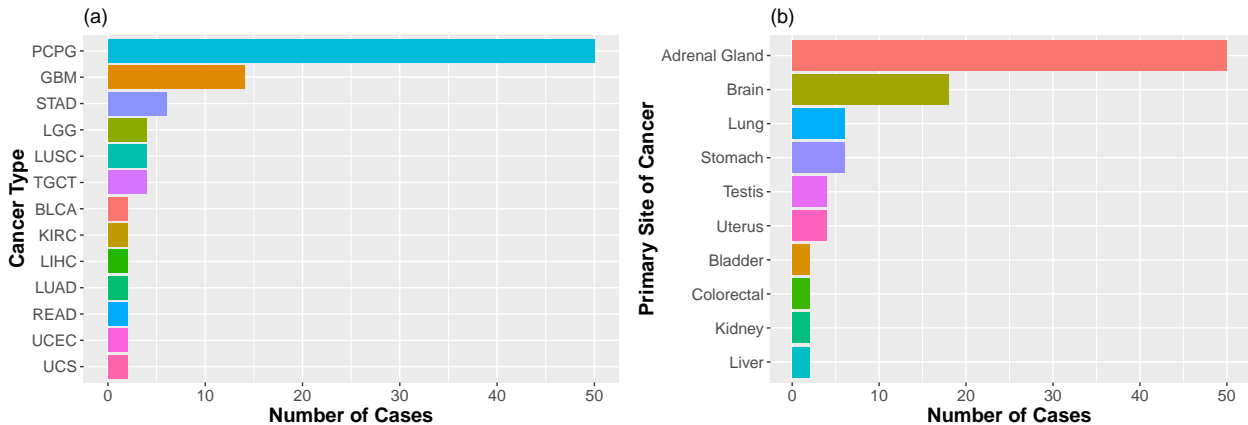 (a)
Cancer Type
PCPG
GBM
STAD
LGG
LUSC
TGCT
BLCA
KIRC
LIHC
LUAD
READ
UCEC
UCS
0 10 20 30 40 50
Number of Cases
(b)
Primary Site of Cancer
Adrenal Gland
Brain
Lung
Stomach
Testis
Uterus
Bladder
Colorectal
Kidney
Liver
0 10 20 30 40 50
Number of Cases